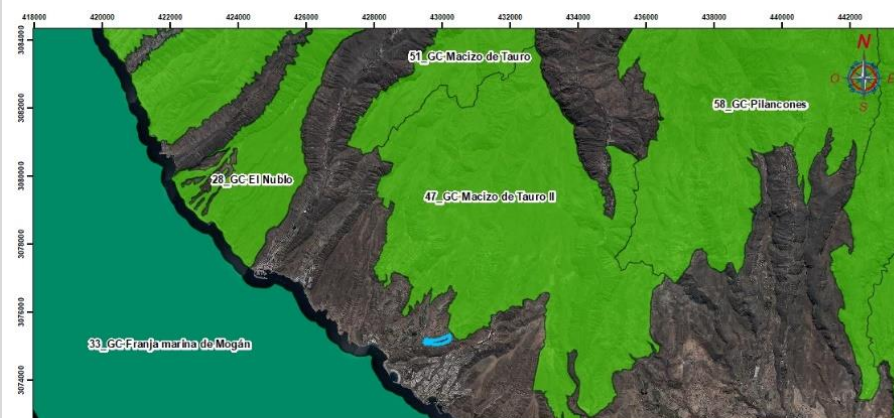 418000 420000 422000 424000 426000 428000 430000 432000 434000 436000 438000 440000 442000
3084000
3082000
3080000
3078000
3076000
3074000
N
O E
S
51_GC-Macizo de Tauro
58_GC-Pilancones
28_GC-El Nublo
47_GC-Macizo de Tauro II
33_GC-Franja marina de Mogán